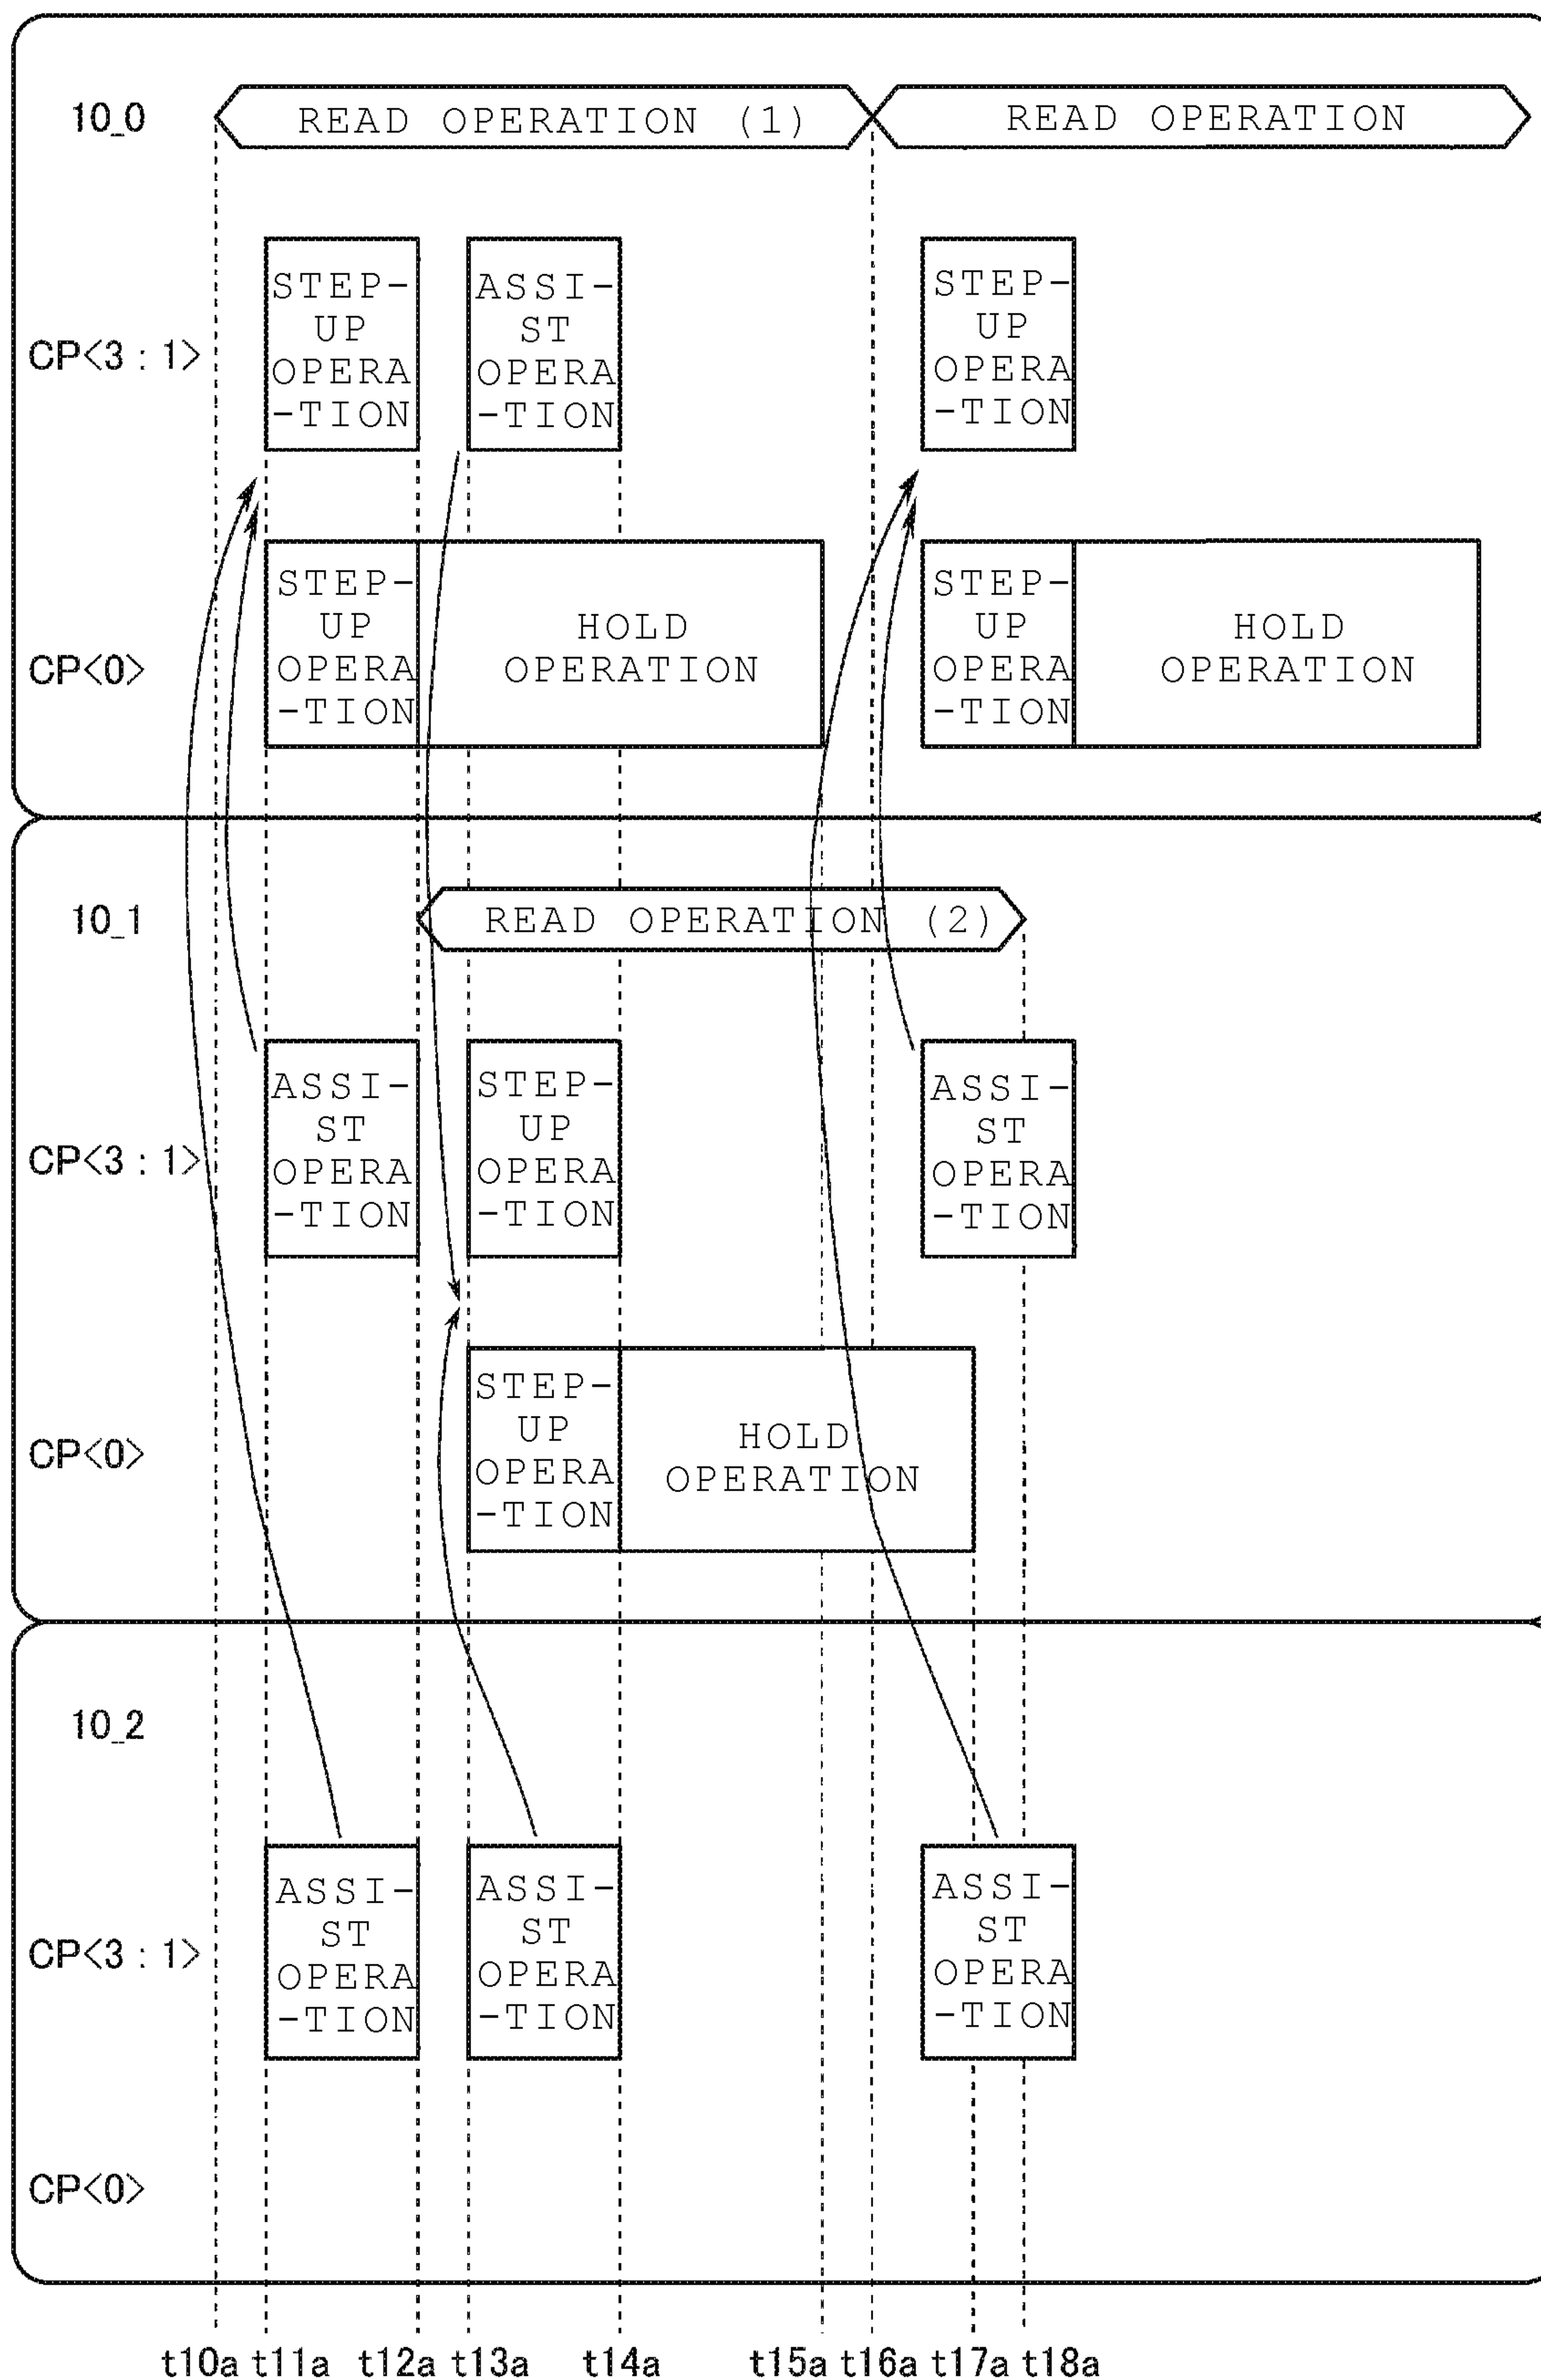 10_0
READ OPERATION (1)
READ OPERATION
CP<3 : 1>
STEP-
UP
OPERA
-TION
ASSI-
ST
OPERA
-TION
STEP-
UP
OPERA
-TION
CP<0>
STEP-
UP
OPERA
-TION
HOLD
OPERATION
STEP-
UP
OPERA
-TION
HOLD
OPERATION
10_1
READ OPERATION (2)
CP<3 : 1>
ASSI-
ST
OPERA
-TION
STEP-
UP
OPERA
-TION
ASSI-
ST
OPERA
-TION
CP<0>
STEP-
UP
OPERA
-TION
HOLD
OPERATION
10_2
CP<3 : 1>
ASSI-
ST
OPERA
-TION
ASSI-
ST
OPERA
-TION
ASSI-
ST
OPERA
-TION
CP<0>
t10a t11a t12a t13a t14a t15a t16a t17a t18a